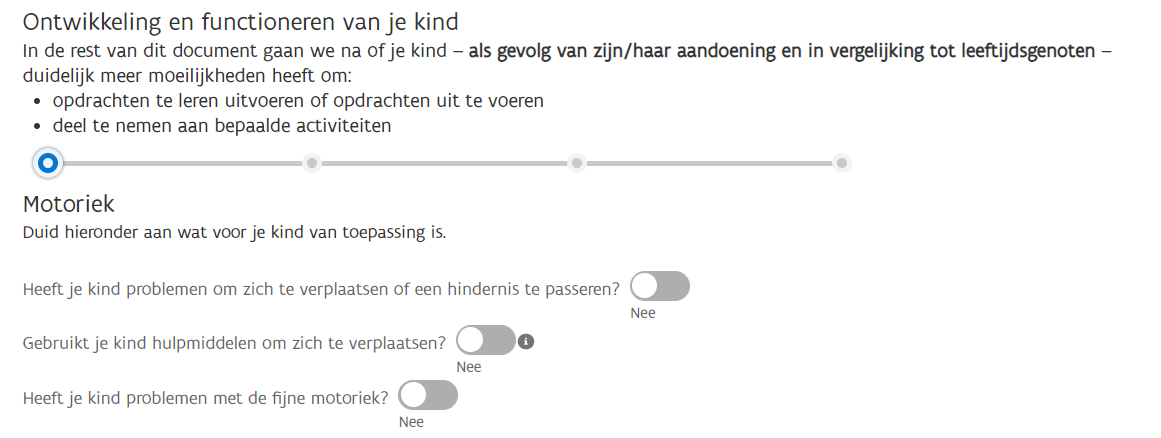 Ontwikkeling en functioneren van je kind
In de rest van dit document gaan we na of je kind – als gevolg van zijn/haar aandoening en in vergelijking tot leeftijdsgenoten –
duidelijk meer moeilijkheden heeft om:
• opdrachten te leren uitvoeren of opdrachten uit te voeren
• deel te nemen aan bepaalde activiteiten
Motoriek
Duid hieronder aan wat voor je kind van toepassing is.
Heeft je kind problemen om zich te verplaatsen of een hindernis te passeren?
Nee
Gebruikt je kind hulpmiddelen om zich te verplaatsen?
Nee
Heeft je kind problemen met de fijne motoriek?
Nee